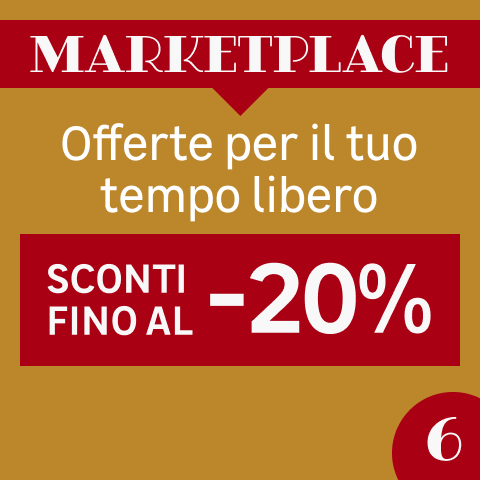 MARKETPLACE
Offerte per il tuo
tempo libero
SCONTI
FINO AL
-20%
6